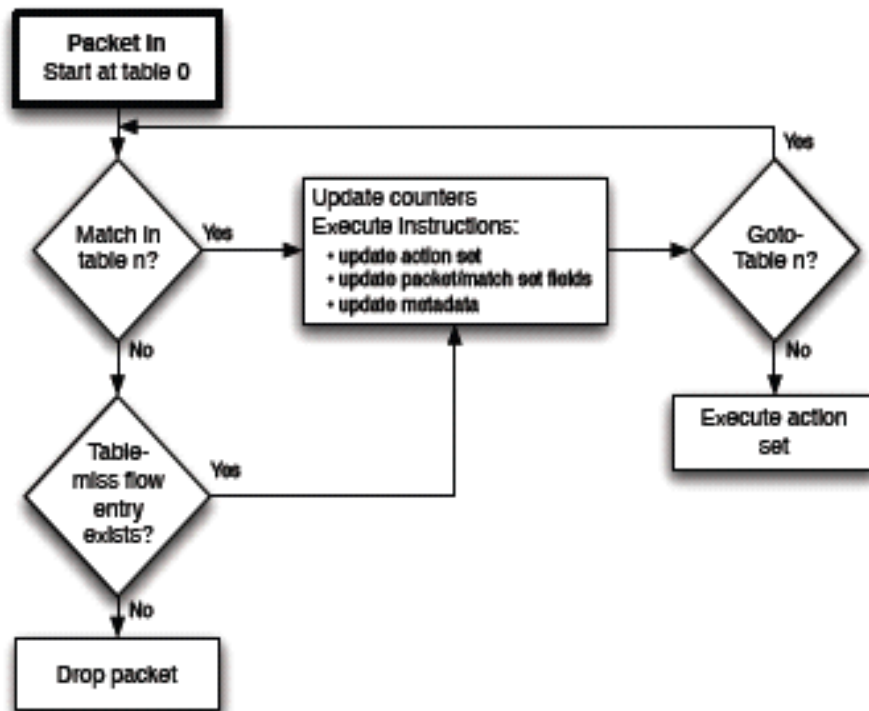 Packet In
Start at table 0
Yes
Match in
table n?
Yes
Update counters
Execute instructions:
• update action set
• update packet/match set fields
• update metadata
Goto-
Table n?
No
No
Execute action
set
Table-
miss flow
entry
exists?
Yes
No
Drop packet